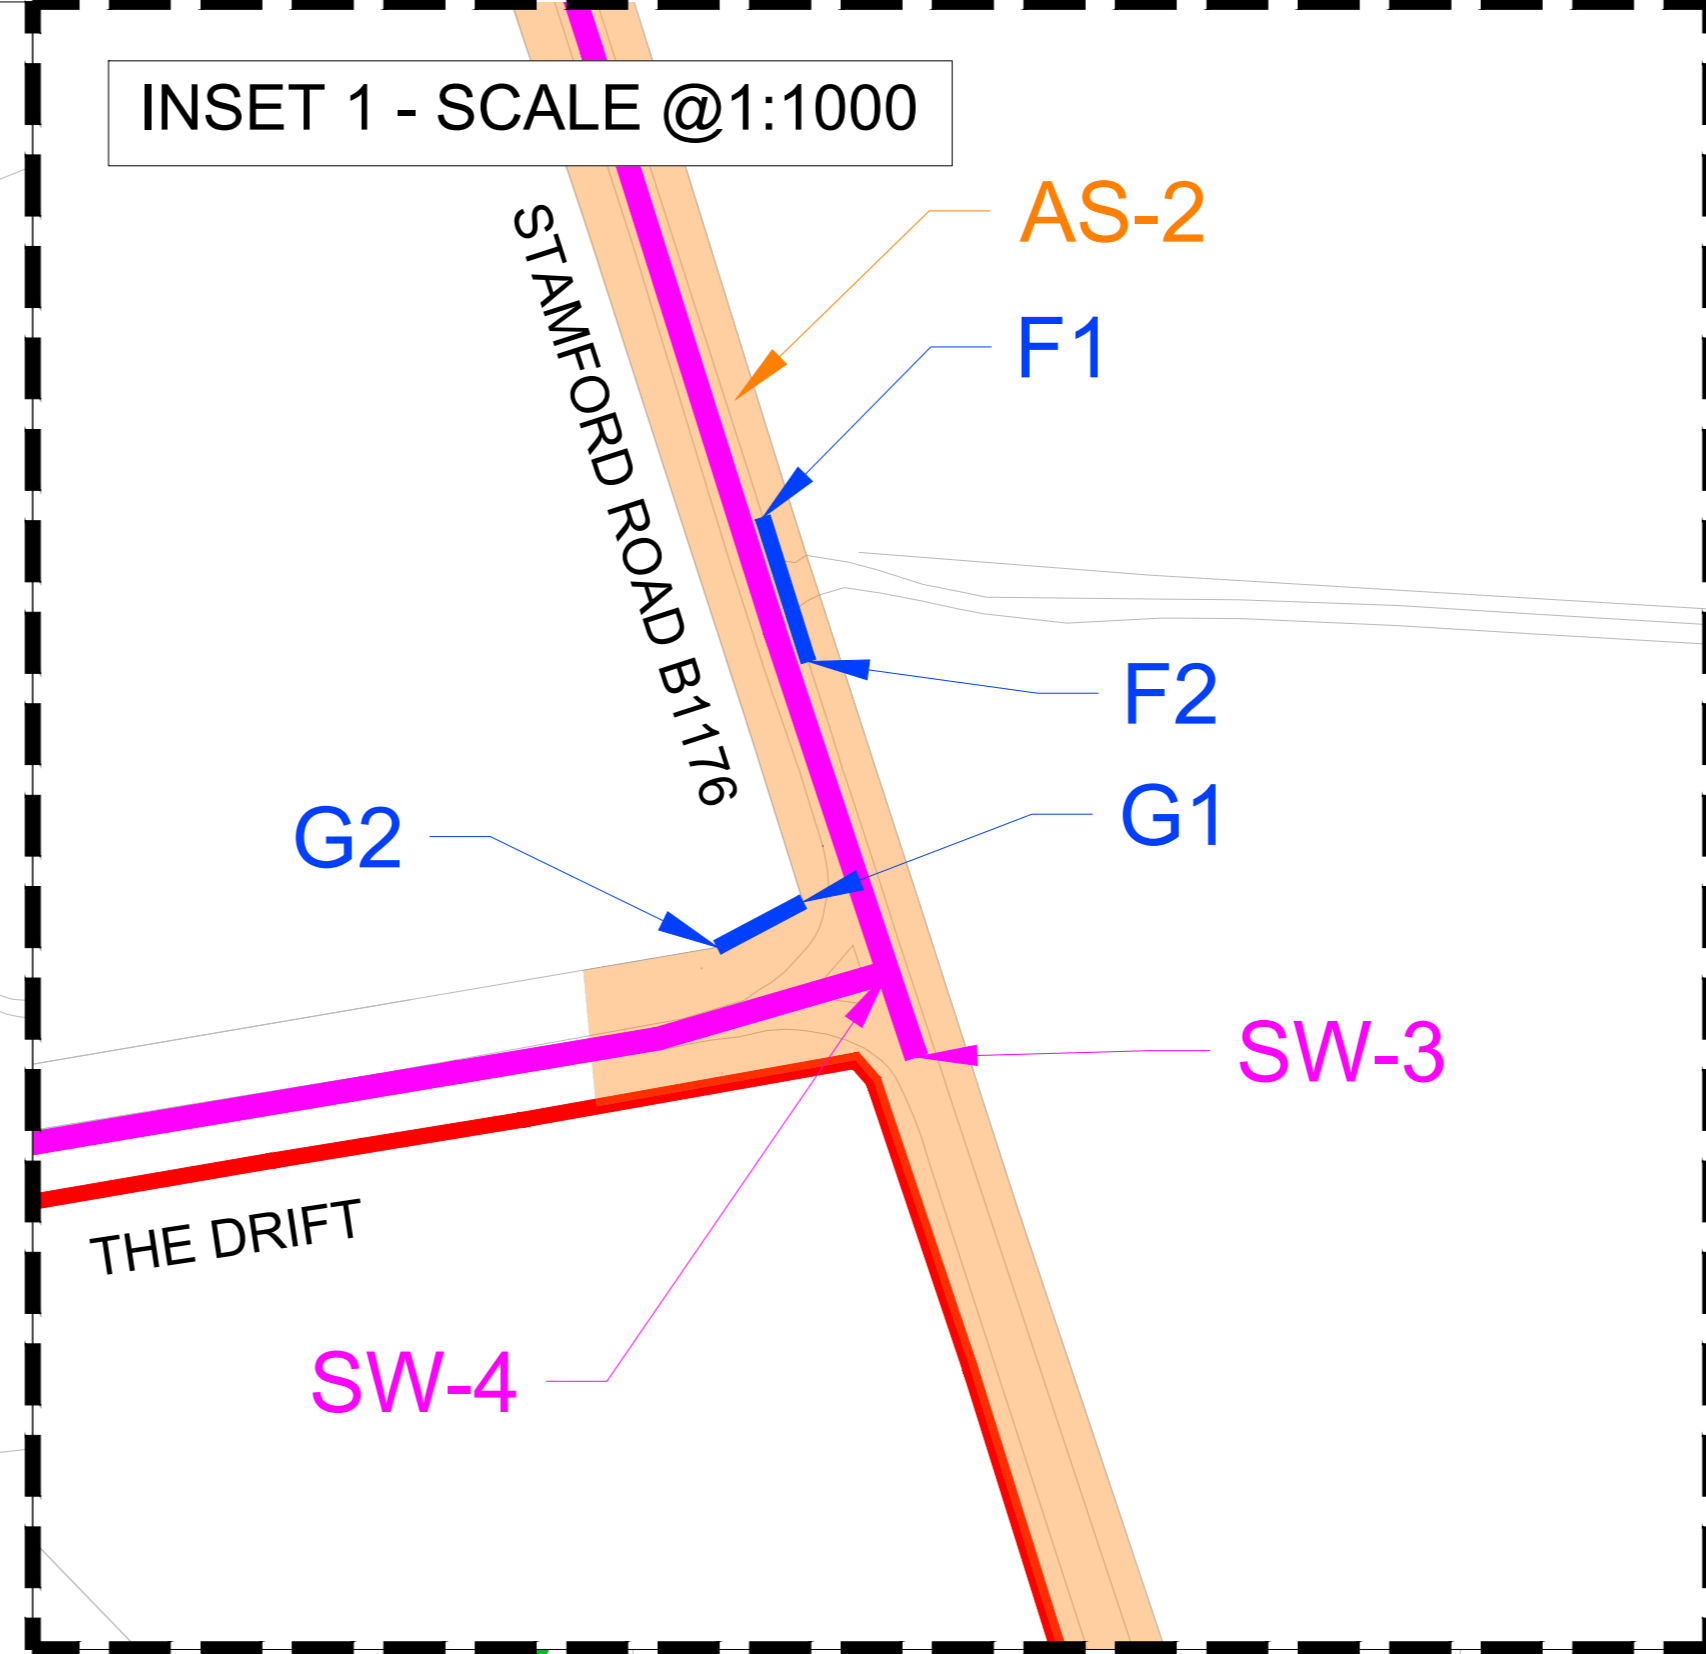 INSET 1 - SCALE @1:1000
AS-2
STAMFORD ROAD B1176
F1
F2
G1
G2
SW-3
THE DRIFT
SW-4